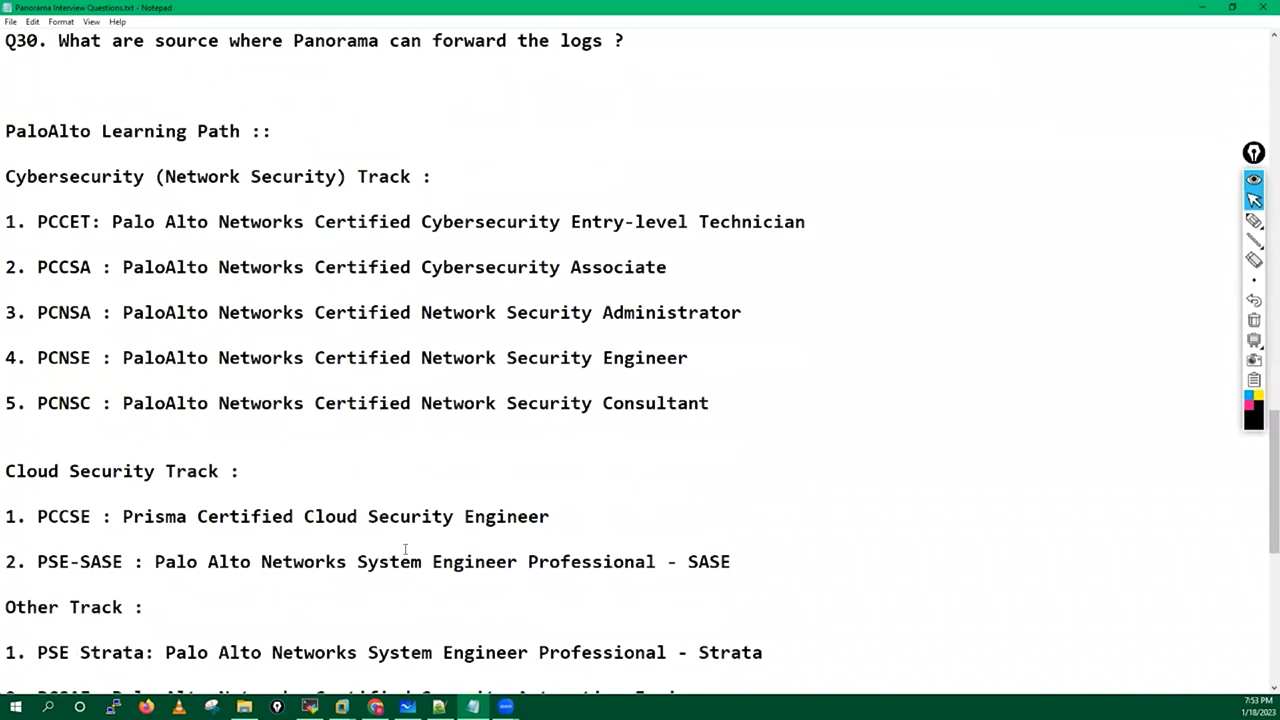 Panorama Interview Questions.txt - Notepad
File Edit Format View Help
Q30. What are source where Panorama can forward the logs ?
PaloAlto Learning Path ::
Cybersecurity (Network Security) Track :
1. PCCET: Palo Alto Networks Certified Cybersecurity Entry-level Technician
2. PCCSA : PaloAlto Networks Certified Cybersecurity Associate
3. PCNSA : PaloAlto Networks Certified Network Security Administrator
4. PCNSE : PaloAlto Networks Certified Network Security Engineer
5. PCNSC : PaloAlto Networks Certified Network Security Consultant
Cloud Security Track :
1. PCCSE : Prisma Certified Cloud Security Engineer
2. PSE-SASE : Palo Alto Networks System Engineer Professional - SASE
Other Track :
1. PSE Strata: Palo Alto Networks System Engineer Professional - Strata
7:53 PM
1/18/2023